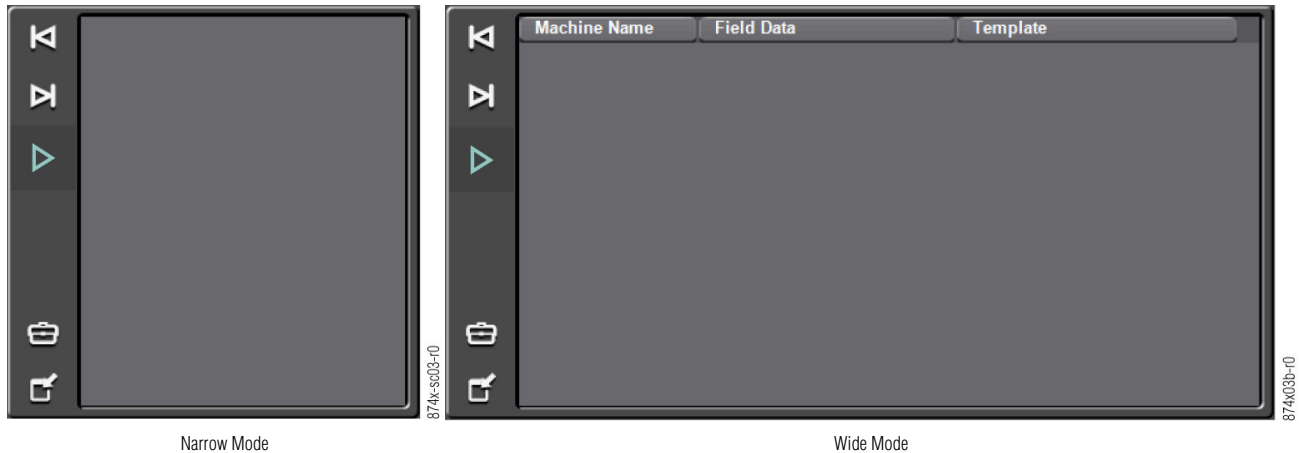 Machine Name Field Data Template
874x-sc03-r0
874x03b-r0
Narrow Mode Wide Mode